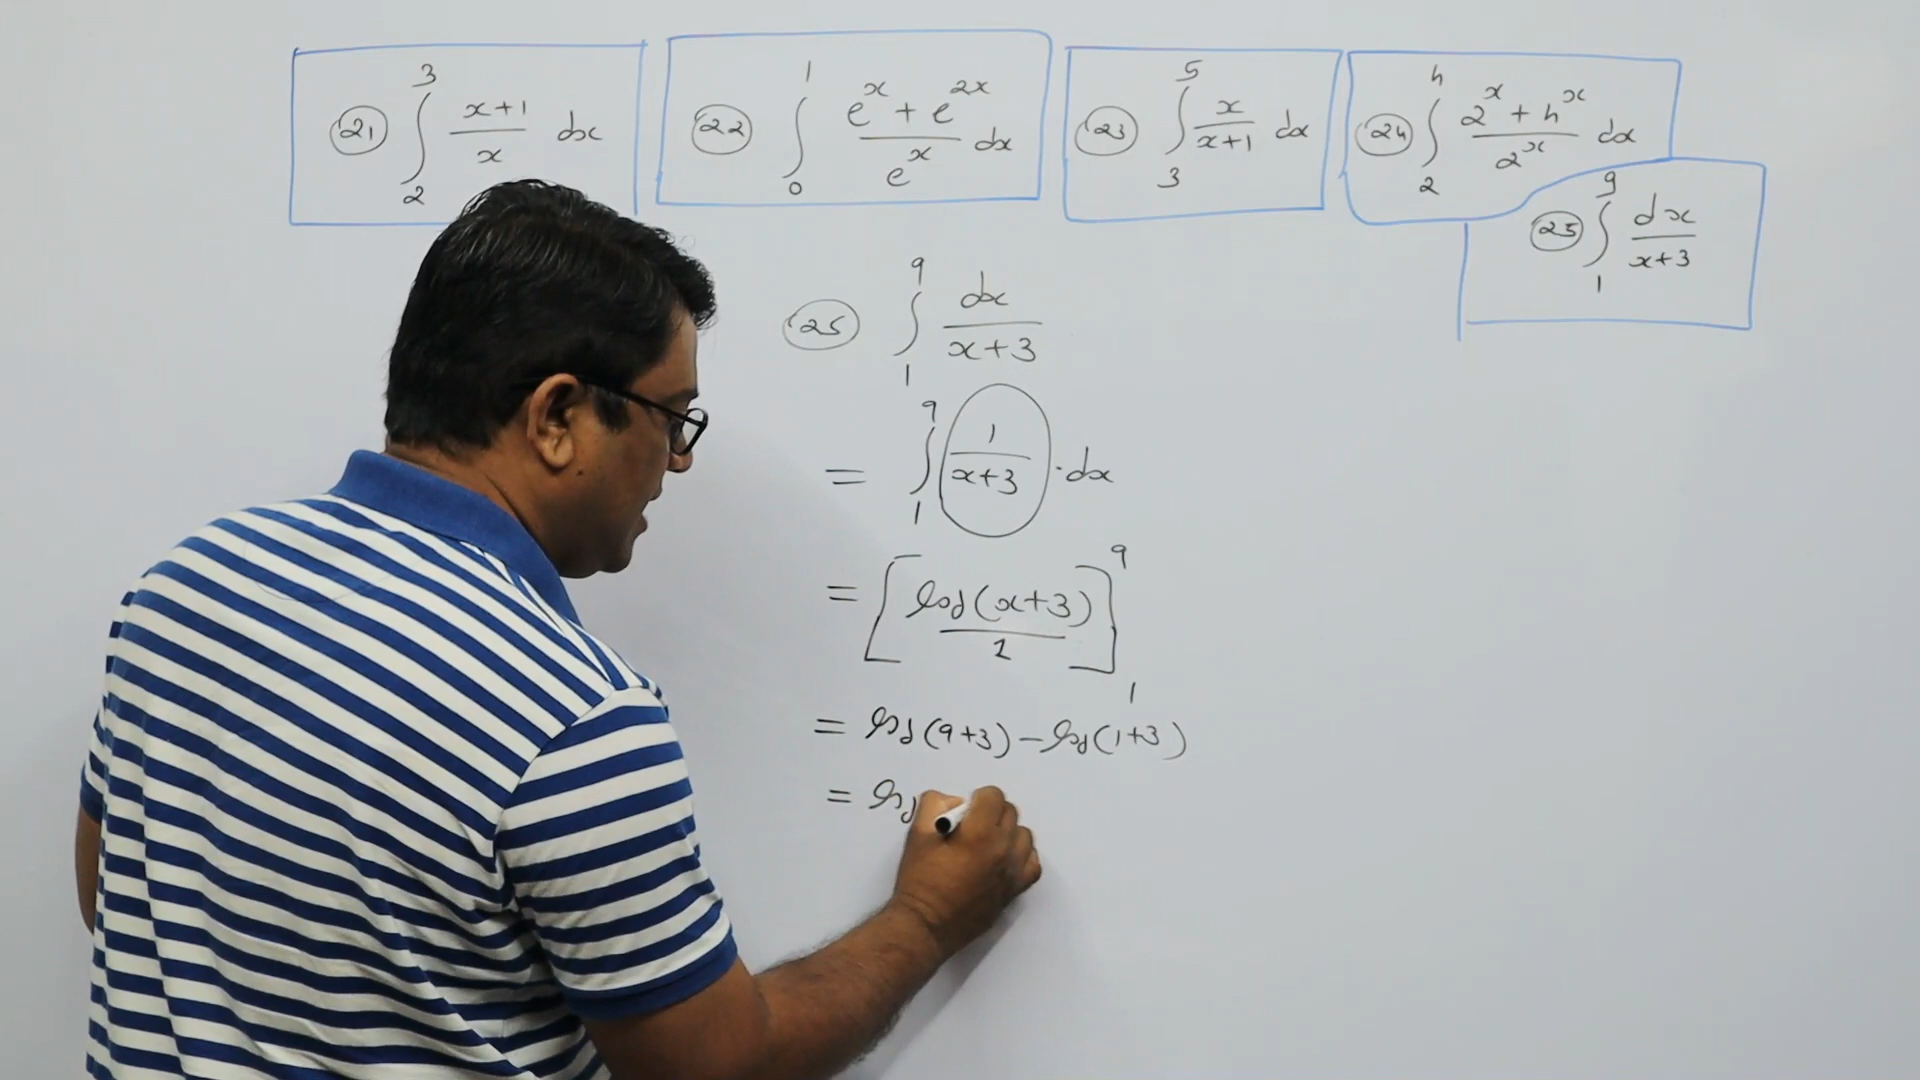 (21) ∫₂³ (x+1)/x dx
(22) ∫₀¹ (eˣ + e²ˣ)/eˣ dx
(23) ∫₃⁵ x/(x+1) dx
(24) ∫₂⁴ (2ˣ + 4ˣ)/2ˣ dx
(25) ∫₁⁹ dx/(x+3)
(25) ∫₁⁹ dx/(x+3)
= ∫₁⁹ 1/(x+3) · dx
= [log(x+3)/1]₁⁹
= log(9+3) − log(1+3)
= log